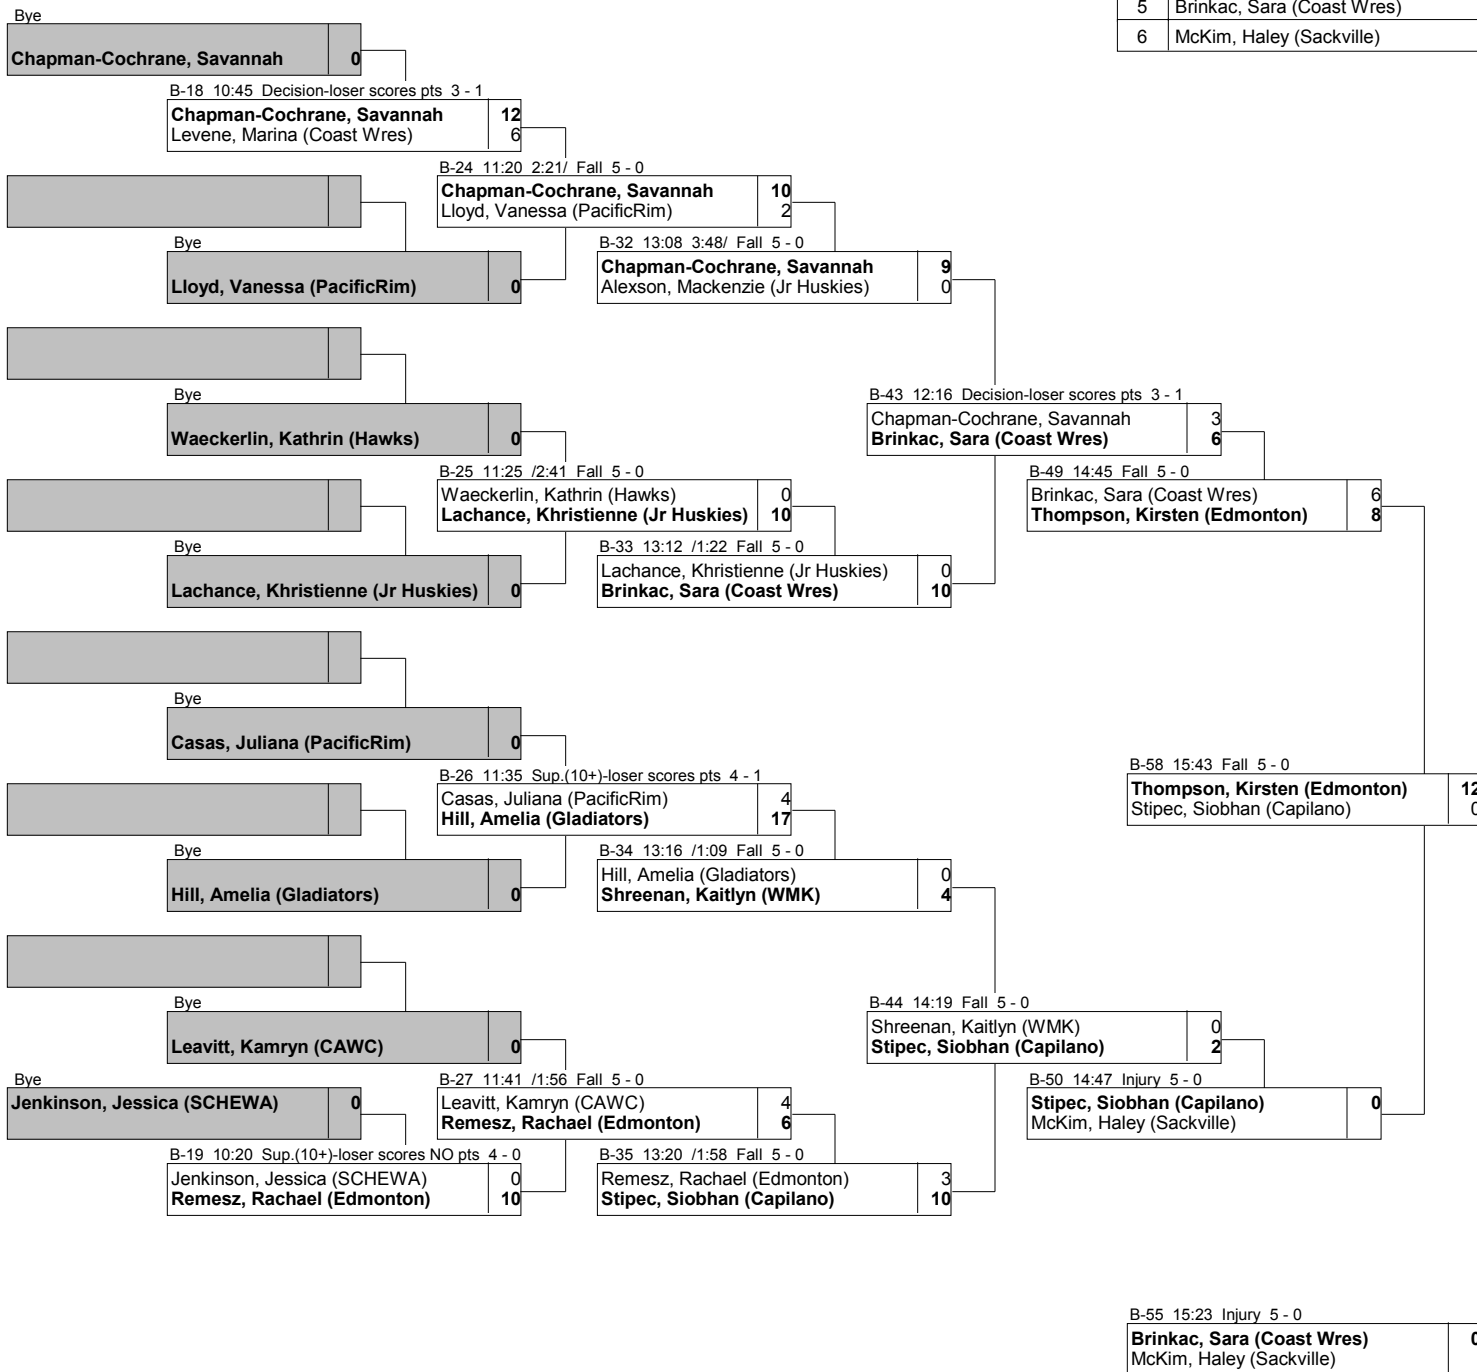 5 Brinkac, Sara (Coast Wres)
6 McKim, Haley (Sackville)
Bye
Chapman-Cochrane, Savannah 0
B-18 10:45 Decision-loser scores pts 3 - 1
Chapman-Cochrane, Savannah 12
Levene, Marina (Coast Wres) 6
B-24 11:20 2:21/ Fall 5 - 0
Chapman-Cochrane, Savannah 10
Lloyd, Vanessa (PacificRim) 2
Bye
Lloyd, Vanessa (PacificRim) 0
B-32 13:08 3:48/ Fall 5 - 0
Chapman-Cochrane, Savannah 9
Alexson, Mackenzie (Jr Huskies) 0
Bye
Waeckerlin, Kathrin (Hawks) 0
B-43 12:16 Decision-loser scores pts 3 - 1
Chapman-Cochrane, Savannah 3
Brinkac, Sara (Coast Wres) 6
B-25 11:25 /2:41 Fall 5 - 0
Waeckerlin, Kathrin (Hawks) 0
Lachance, Khristienne (Jr Huskies) 10
B-49 14:45 Fall 5 - 0
Brinkac, Sara (Coast Wres) 6
Thompson, Kirsten (Edmonton) 8
Bye
Lachance, Khristienne (Jr Huskies) 0
B-33 13:12 /1:22 Fall 5 - 0
Lachance, Khristienne (Jr Huskies) 0
Brinkac, Sara (Coast Wres) 10
Bye
Casas, Juliana (PacificRim) 0
B-26 11:35 Sup.(10+)-loser scores pts 4 - 1
Casas, Juliana (PacificRim) 4
Hill, Amelia (Gladiators) 17
B-58 15:43 Fall 5 - 0
Thompson, Kirsten (Edmonton) 12
Stipec, Siobhan (Capilano) 0
Bye
Hill, Amelia (Gladiators) 0
B-34 13:16 /1:09 Fall 5 - 0
Hill, Amelia (Gladiators) 0
Shreenan, Kaitlyn (WMK) 4
Bye
Leavitt, Kamryn (CAWC) 0
B-44 14:19 Fall 5 - 0
Shreenan, Kaitlyn (WMK) 0
Stipec, Siobhan (Capilano) 2
Bye
Jenkinson, Jessica (SCHEWA) 0
B-27 11:41 /1:56 Fall 5 - 0
Leavitt, Kamryn (CAWC) 4
Remesz, Rachael (Edmonton) 6
B-50 14:47 Injury 5 - 0
Stipec, Siobhan (Capilano) 0
McKim, Haley (Sackville)
B-19 10:20 Sup.(10+)-loser scores NO pts 4 - 0
Jenkinson, Jessica (SCHEWA) 0
Remesz, Rachael (Edmonton) 10
B-35 13:20 /1:58 Fall 5 - 0
Remesz, Rachael (Edmonton) 3
Stipec, Siobhan (Capilano) 10
B-55 15:23 Injury 5 - 0
Brinkac, Sara (Coast Wres) 0
McKim, Haley (Sackville)